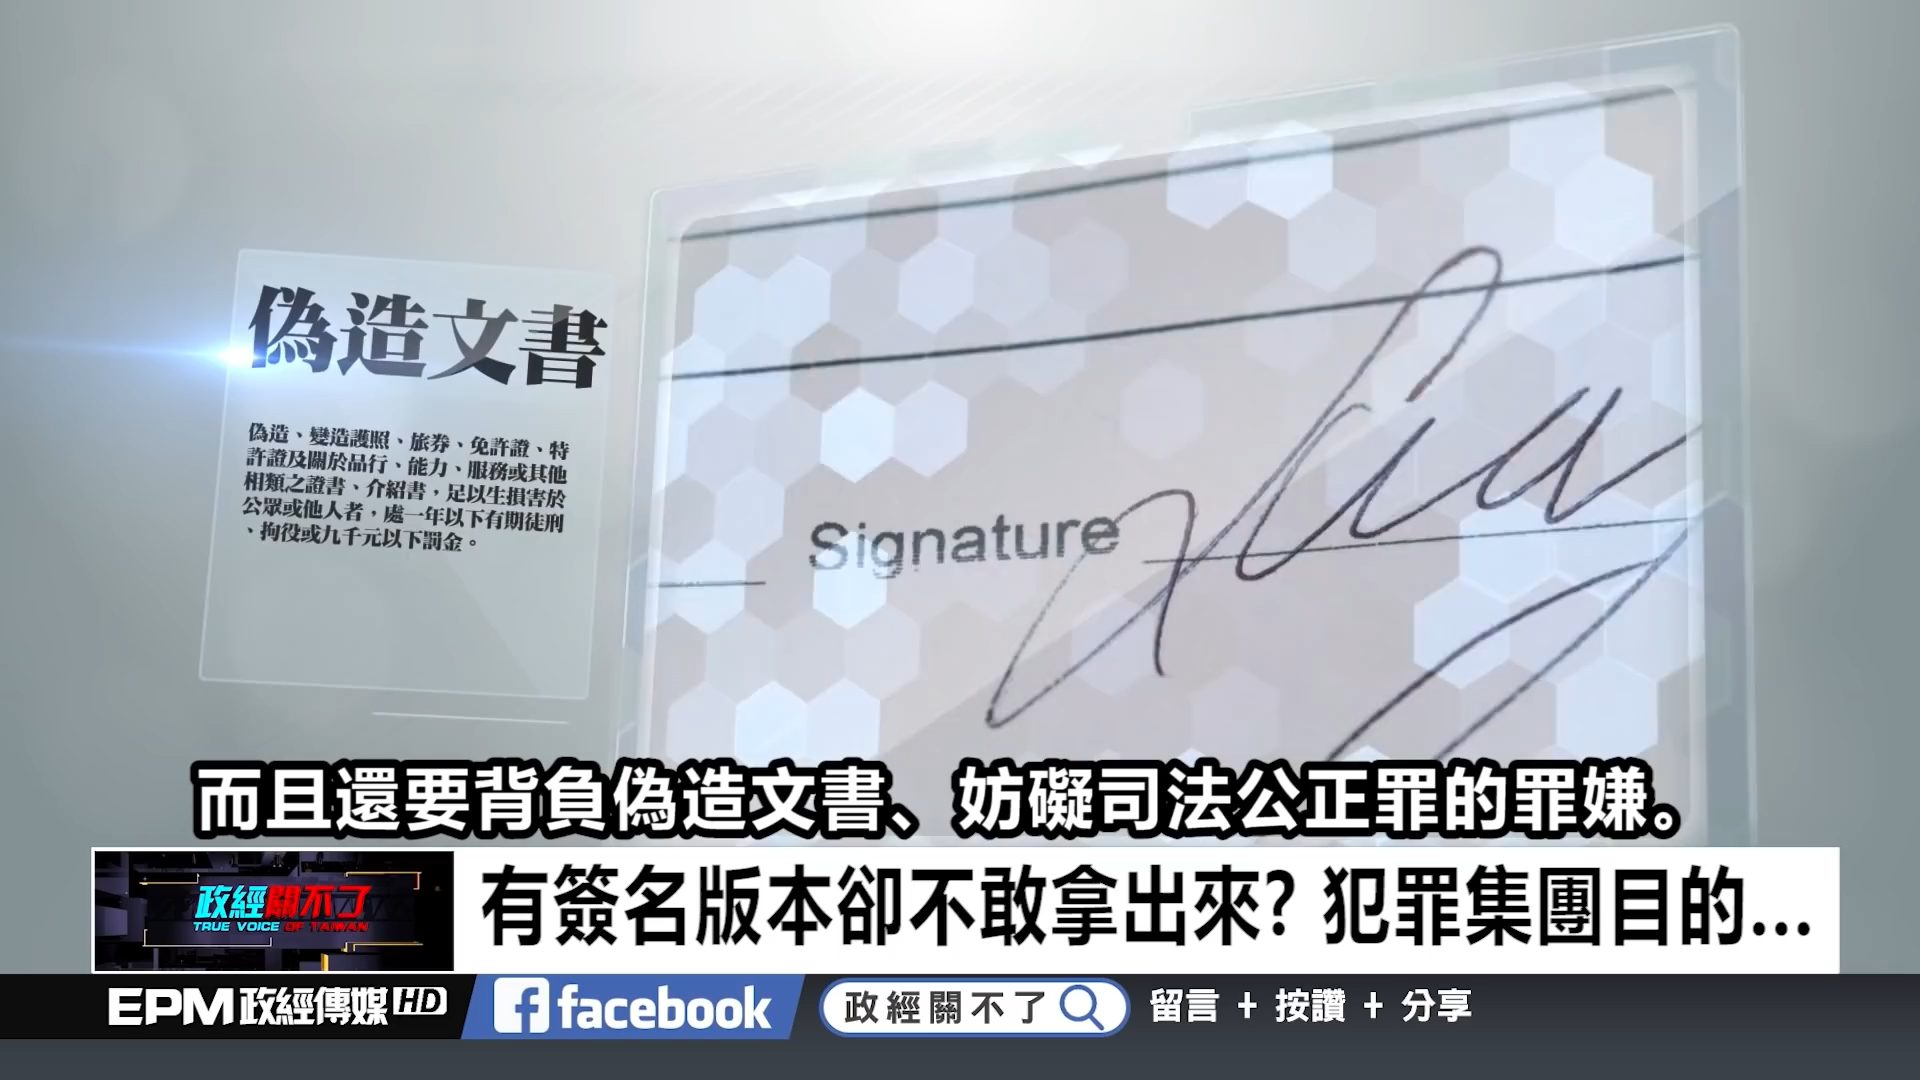 偽造文書
偽造、變造護照、旅券、免許證、特
許證及關於品行、能力、服務或其他
相類之證書、介紹書，足以生損害於
公眾或他人者，處一年以下有期徒刑
、拘役或九千元以下罰金。
Signature
而且還要背負偽造文書、妨礙司法公正罪的罪嫌。
政經關不了
TRUE VOICE OF TAIWAN
有簽名版本卻不敢拿出來? 犯罪集團目的...
EPM政經傳媒HD
facebook
政經關不了
留言 + 按讚 + 分享